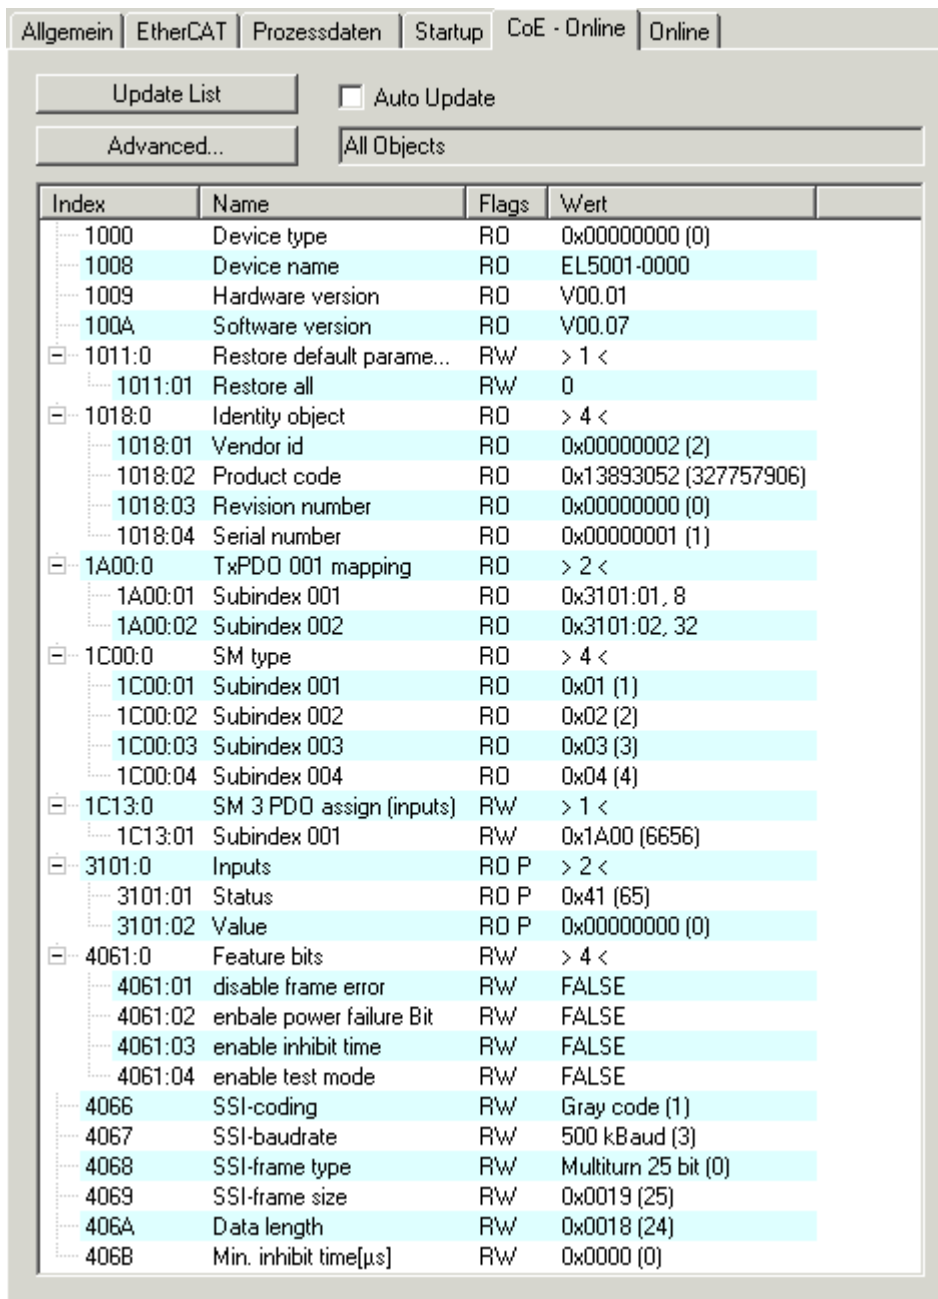 Allgemein EtherCAT Prozessdaten Startup CoE - Online Online
Update List Auto Update
Advanced... All Objects
Index Name Flags Wert
1000 Device type RO 0x00000000 (0)
1008 Device name RO EL5001-0000
1009 Hardware version RO V00.01
100A Software version RO V00.07
1011:0 Restore default parame... RW > 1 <
1011:01 Restore all RW 0
1018:0 Identity object RO > 4 <
1018:01 Vendor id RO 0x00000002 (2)
1018:02 Product code RO 0x13893052 (327757906)
1018:03 Revision number RO 0x00000000 (0)
1018:04 Serial number RO 0x00000001 (1)
1A00:0 TxPDO 001 mapping RO > 2 <
1A00:01 Subindex 001 RO 0x3101:01, 8
1A00:02 Subindex 002 RO 0x3101:02, 32
1C00:0 SM type RO > 4 <
1C00:01 Subindex 001 RO 0x01 (1)
1C00:02 Subindex 002 RO 0x02 (2)
1C00:03 Subindex 003 RO 0x03 (3)
1C00:04 Subindex 004 RO 0x04 (4)
1C13:0 SM 3 PDO assign (inputs) RW > 1 <
1C13:01 Subindex 001 RW 0x1A00 (6656)
3101:0 Inputs RO P > 2 <
3101:01 Status RO P 0x41 (65)
3101:02 Value RO P 0x00000000 (0)
4061:0 Feature bits RW > 4 <
4061:01 disable frame error RW FALSE
4061:02 enbale power failure Bit RW FALSE
4061:03 enable inhibit time RW FALSE
4061:04 enable test mode RW FALSE
4066 SSI-coding RW Gray code (1)
4067 SSI-baudrate RW 500 kBaud (3)
4068 SSI-frame type RW Multiturn 25 bit (0)
4069 SSI-frame size RW 0x0019 (25)
406A Data length RW 0x0018 (24)
406B Min. inhibit time[µs] RW 0x0000 (0)